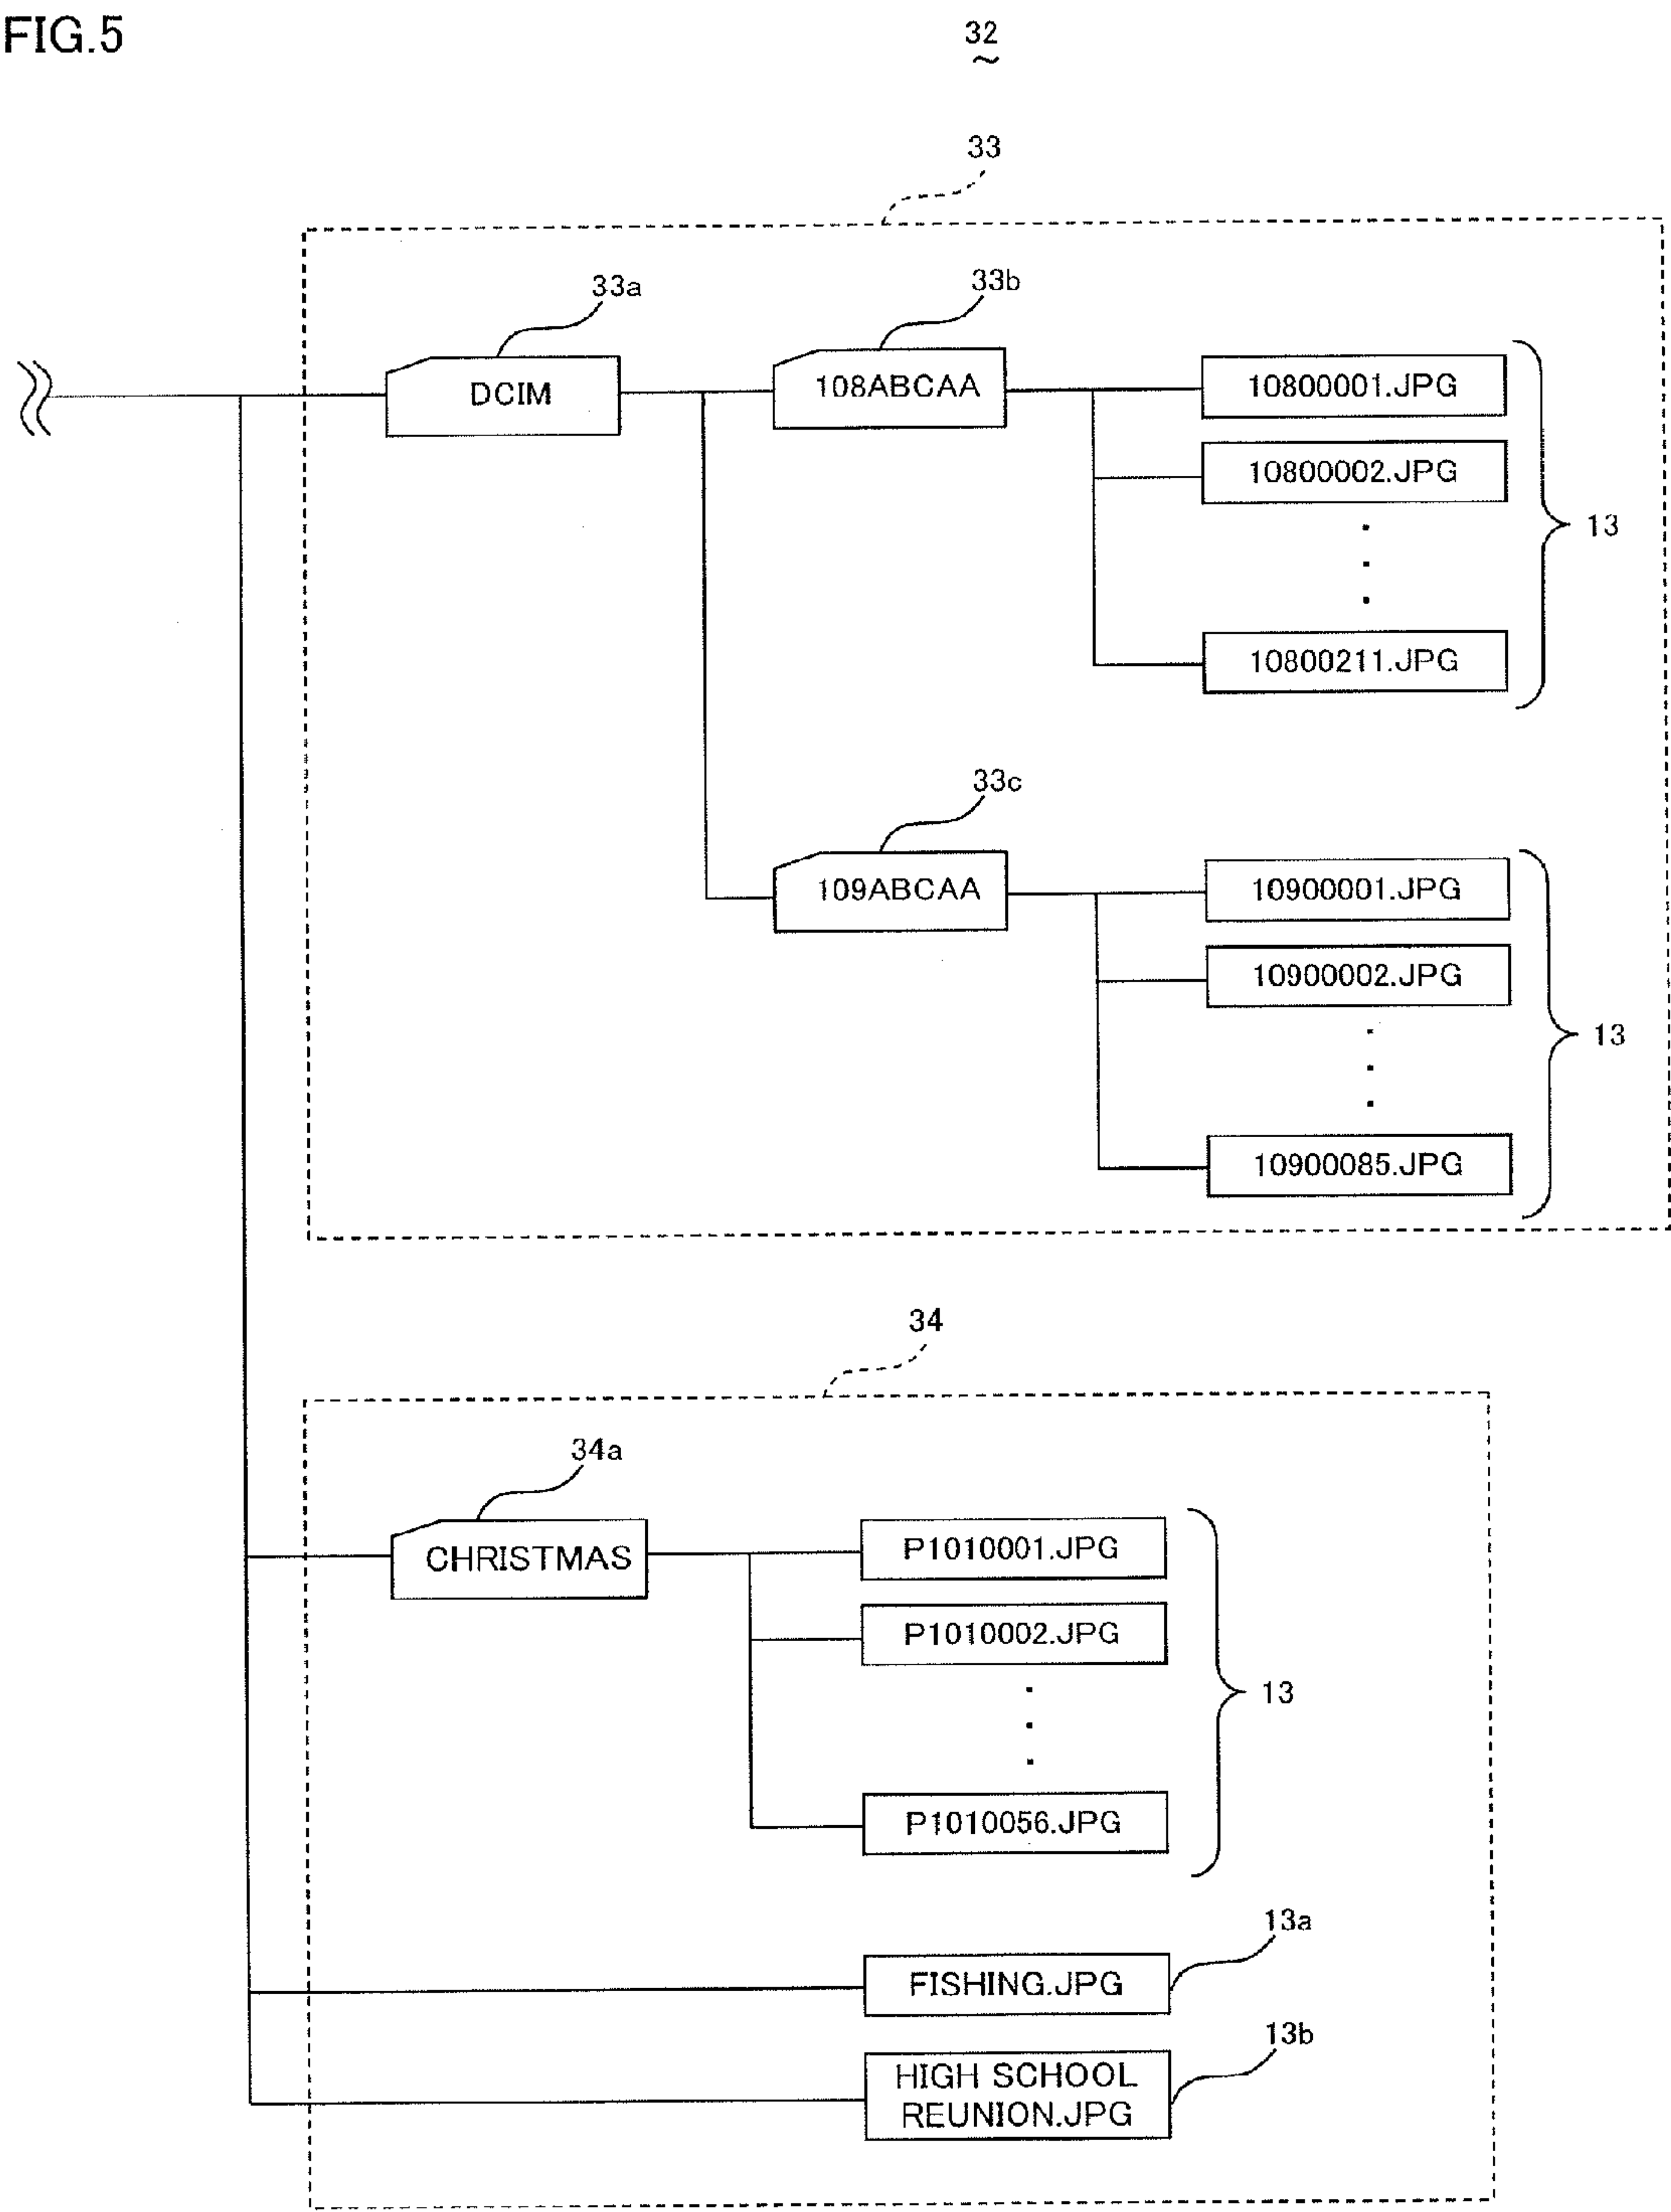 FIG.5
32
33
33a
33b
DCIM
108ABCAA
10800001.JPG
10800002.JPG
13
10800211.JPG
33c
109ABCAA
10900001.JPG
10900002.JPG
13
10900085.JPG
34
34a
CHRISTMAS
P1010001.JPG
P1010002.JPG
13
P1010056.JPG
13a
FISHING.JPG
13b
HIGH SCHOOL
REUNION.JPG